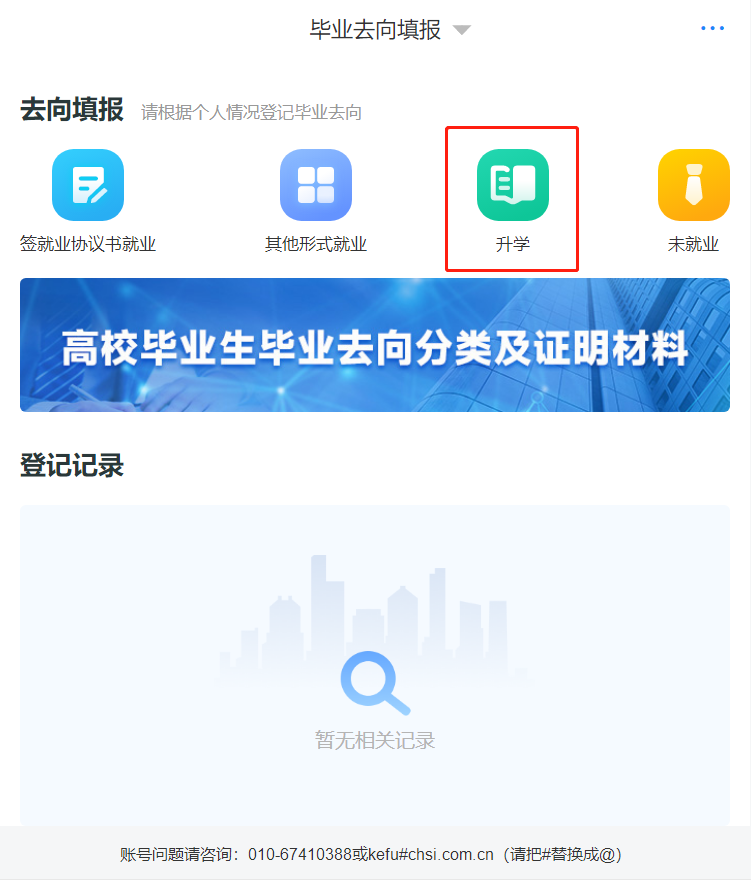 毕业去向填报
去向填报 请根据个人情况登记毕业去向
签就业协议书就业 其他形式就业 升学 未就业
高校毕业生毕业去向分类及证明材料
登记记录
暂无相关记录
账号问题请咨询：010-67410388或kefu#chsi.com.cn（请把#替换成@）